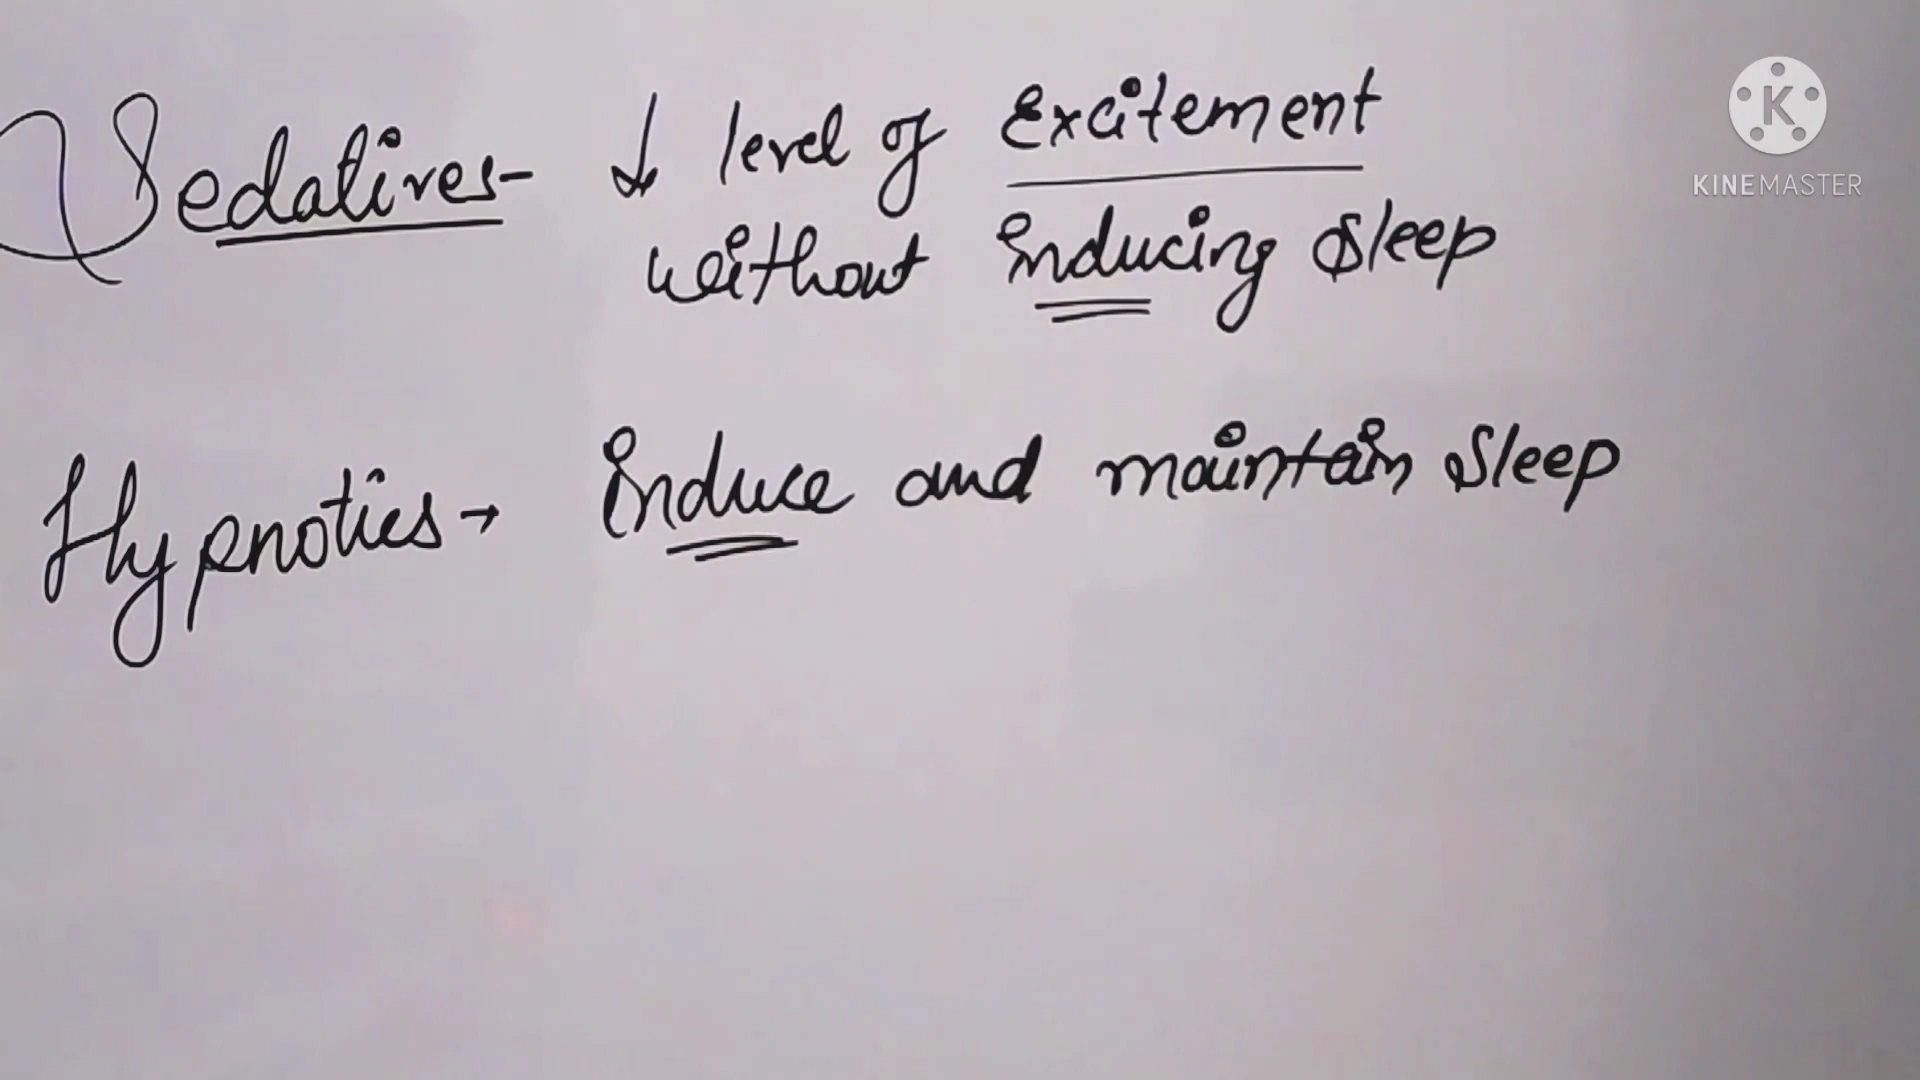 Sedatives- ↓ level of Excitement
without inducing sleep
Hypnotics→ induce and maintain sleep
K
KINEMASTER